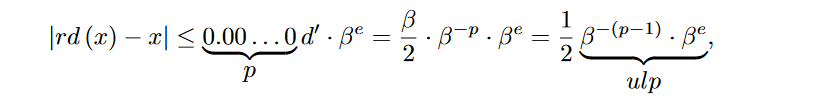 |rd (x) − x| ≤ 0.00 . . . 0 d′ · β^e = β/2 · β^{−p} · β^e = 1/2 β^{−(p−1)} · β^e,
p ulp